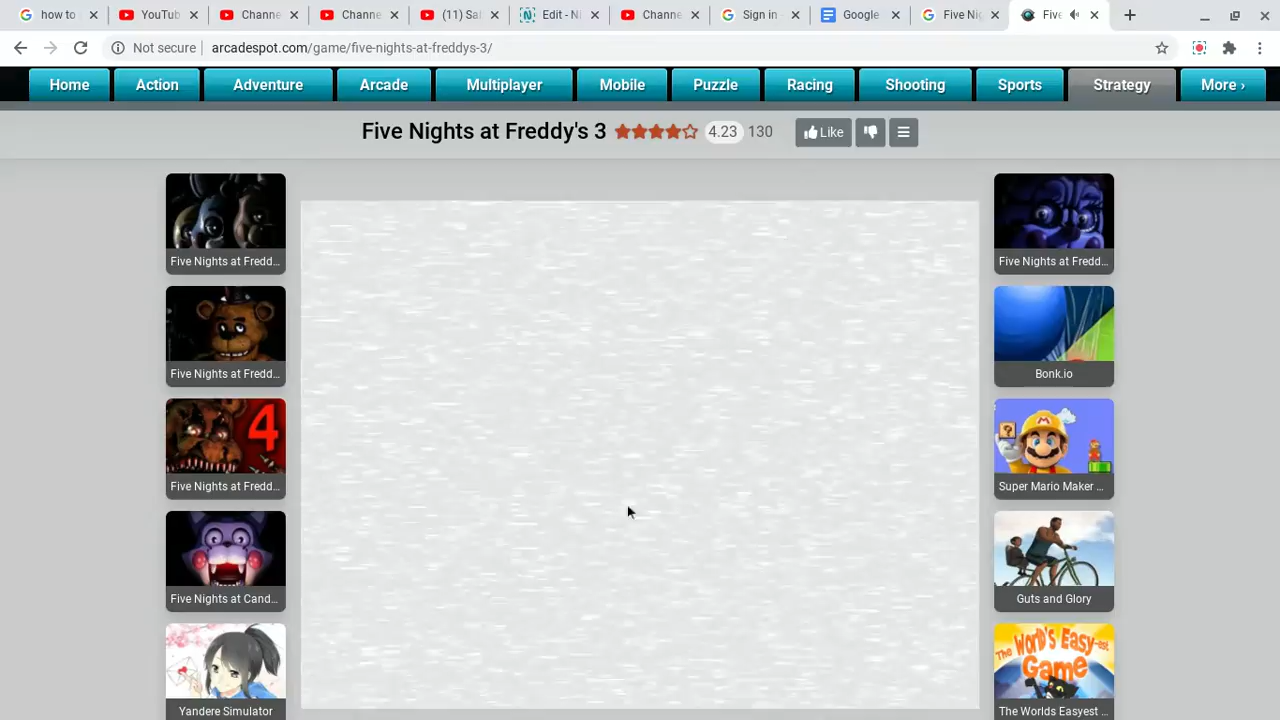 how to
YouTub
Channe
Channe
(11) Sal
Edit - Ni
Channe
Sign in
Google
Five Nig
Five
Not secure
arcadespot.com/game/five-nights-at-freddys-3/
Home
Action
Adventure
Arcade
Multiplayer
Mobile
Puzzle
Racing
Shooting
Sports
Strategy
More ›
Five Nights at Freddy's 3
4.23
130
Like
Five Nights at Fredd...
Five Nights at Fredd...
4
Five Nights at Fredd...
Five Nights at Cand...
Yandere Simulator
Five Nights at Fredd...
Bonk.io
Super Mario Maker ...
Guts and Glory
The WORLD'S EASY-est
Game
The Worlds Easyest ...